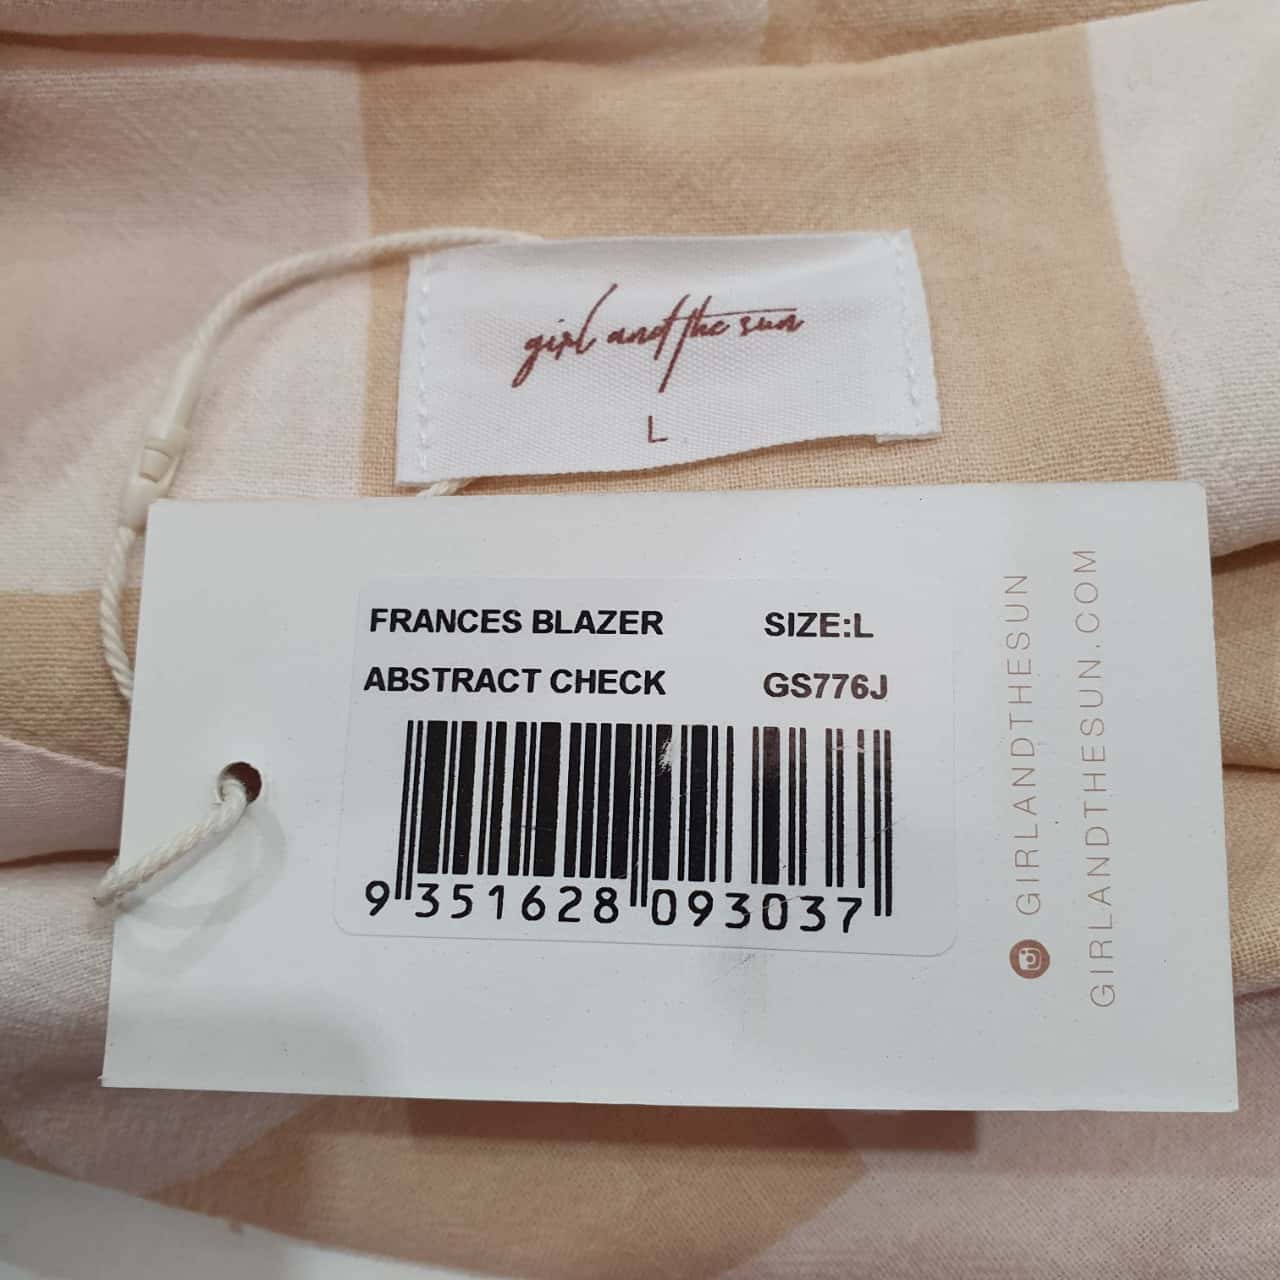 girl and the sun
L
FRANCES BLAZER SIZE:L
ABSTRACT CHECK GS776J
9 351628 093037
GIRLANDTHESUN
GIRLANDTHESUN.COM